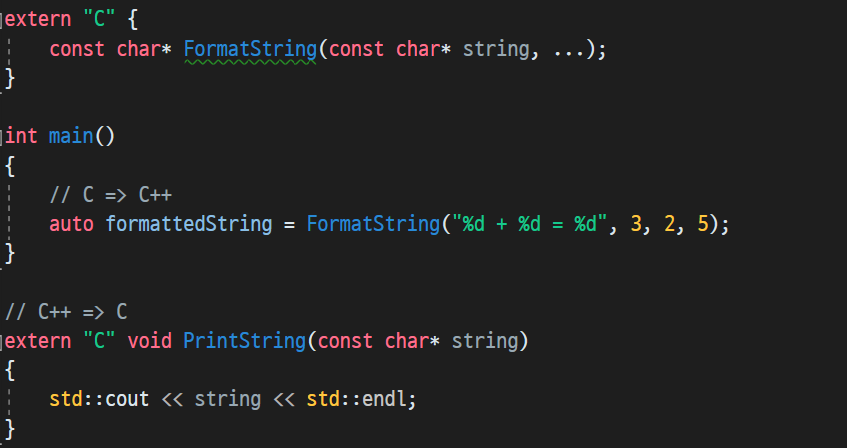 extern "C" {
    const char* FormatString(const char* string, ...);
}
int main()
{
    // C => C++
    auto formattedString = FormatString("%d + %d = %d", 3, 2, 5);
}
// C++ => C
extern "C" void PrintString(const char* string)
{
    std::cout << string << std::endl;
}